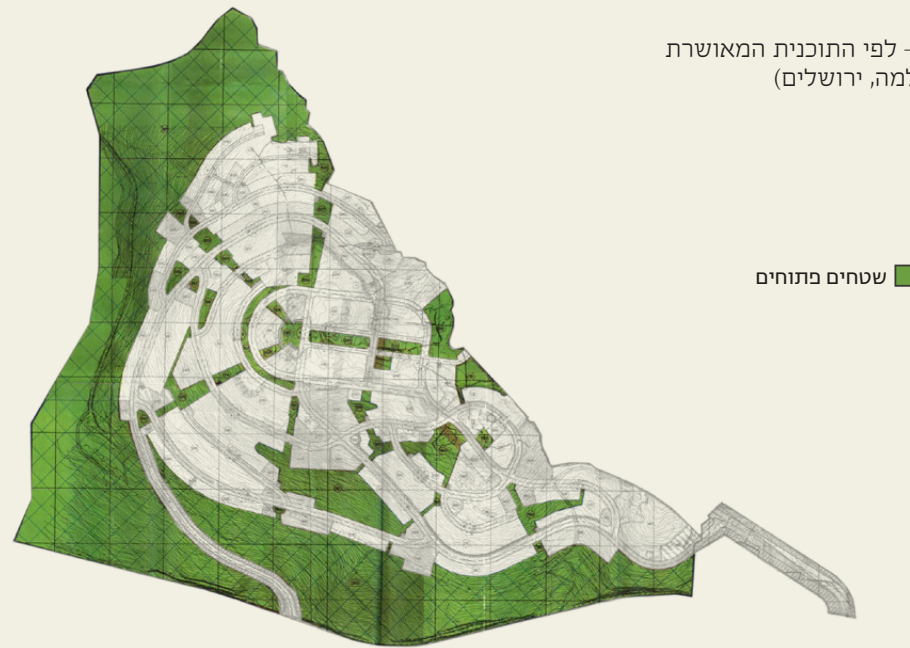 - לפי התוכנית המאושרת
למה, ירושלים)
שטחים פתוחים